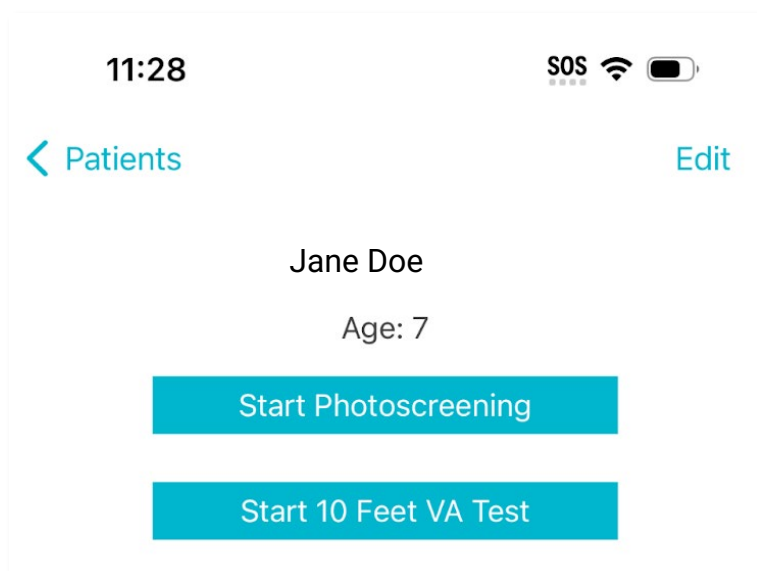 11:28 SOS
Patients Edit
Jane Doe
Age: 7
Start Photoscreening
Start 10 Feet VA Test